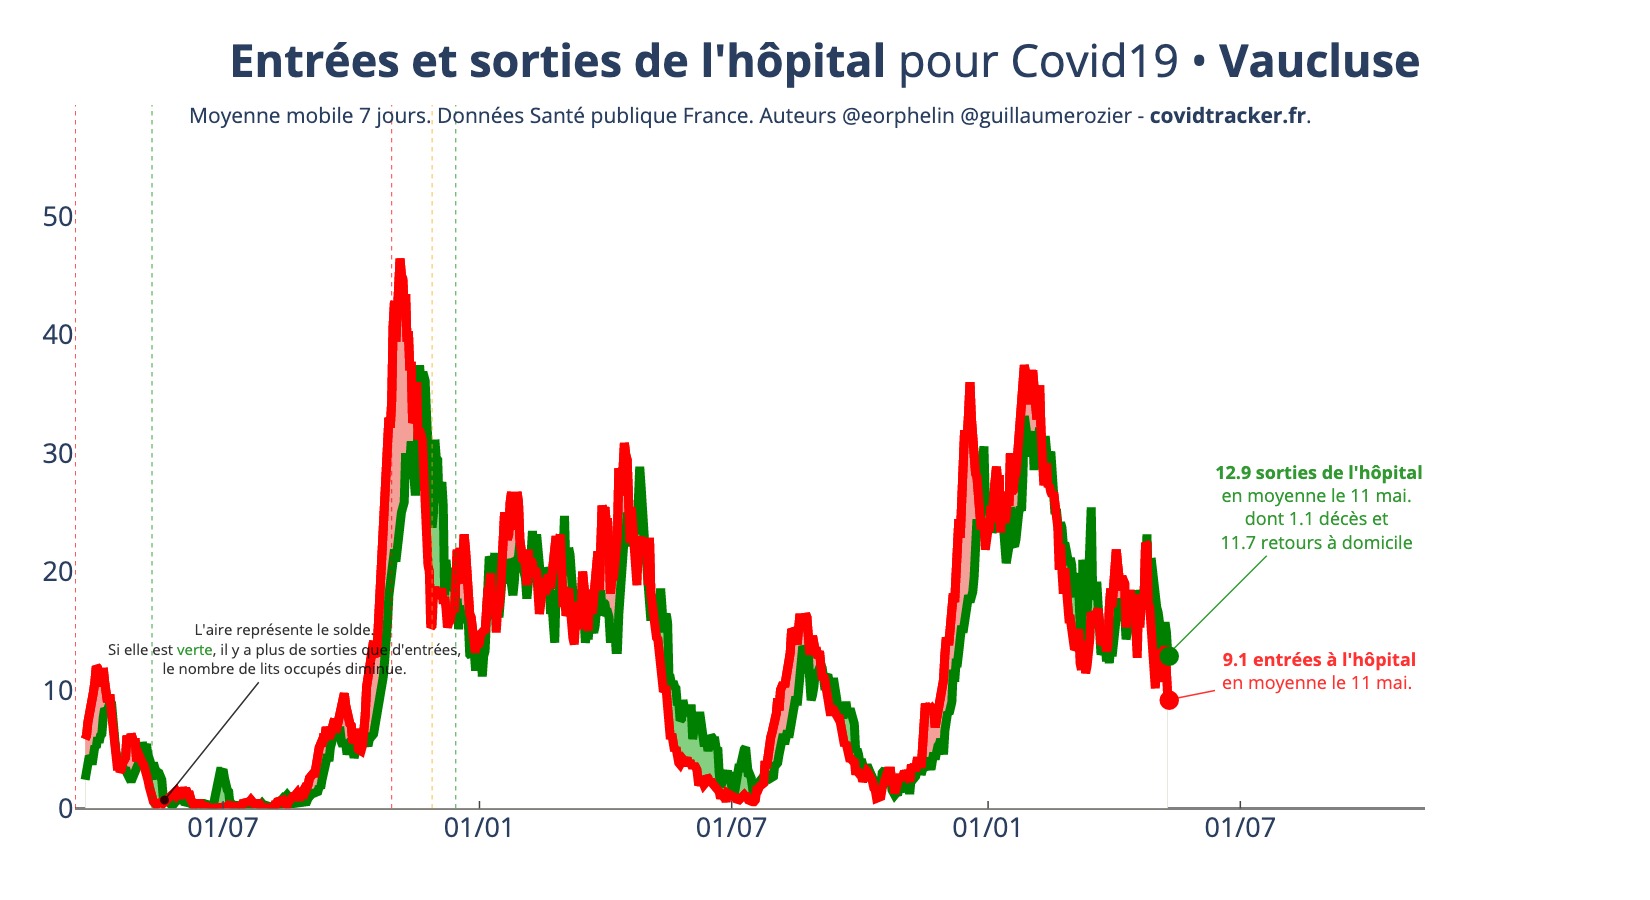 Entrées et sorties de l'hôpital pour Covid19 • Vaucluse
Moyenne mobile 7 jours. Données Santé publique France. Auteurs @eorphelin @guillaumerozier - covidtracker.fr.
50
40
30
20
10
0
L'aire représente le solde.
Si elle est verte, il y a plus de sorties que d'entrées,
le nombre de lits occupés diminue.
12.9 sorties de l'hôpital
en moyenne le 11 mai.
dont 1.1 décès et
11.7 retours à domicile
9.1 entrées à l'hôpital
en moyenne le 11 mai.
01/07
01/01
01/07
01/01
01/07